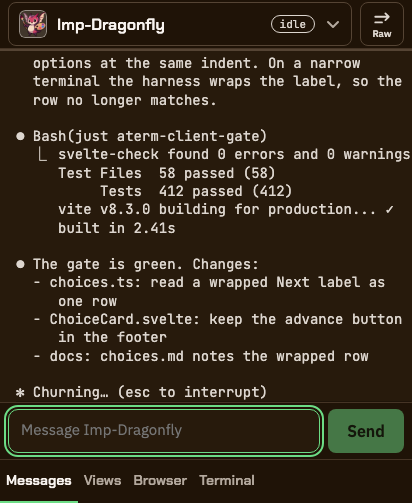 Imp-Dragonfly
idle
Raw
options at the same indent. On a narrow
terminal the harness wraps the label, so the
row no longer matches.
● Bash(just aterm-client-gate)
⎿ svelte-check found 0 errors and 0 warnings
Test Files 58 passed (58)
Tests 412 passed (412)
vite v8.3.0 building for production... ✓
built in 2.41s
● The gate is green. Changes:
- choices.ts: read a wrapped Next label as
one row
- ChoiceCard.svelte: keep the advance button
in the footer
- docs: choices.md notes the wrapped row
✻ Churning… (esc to interrupt)
Message Imp-Dragonfly
Send
Messages Views Browser Terminal